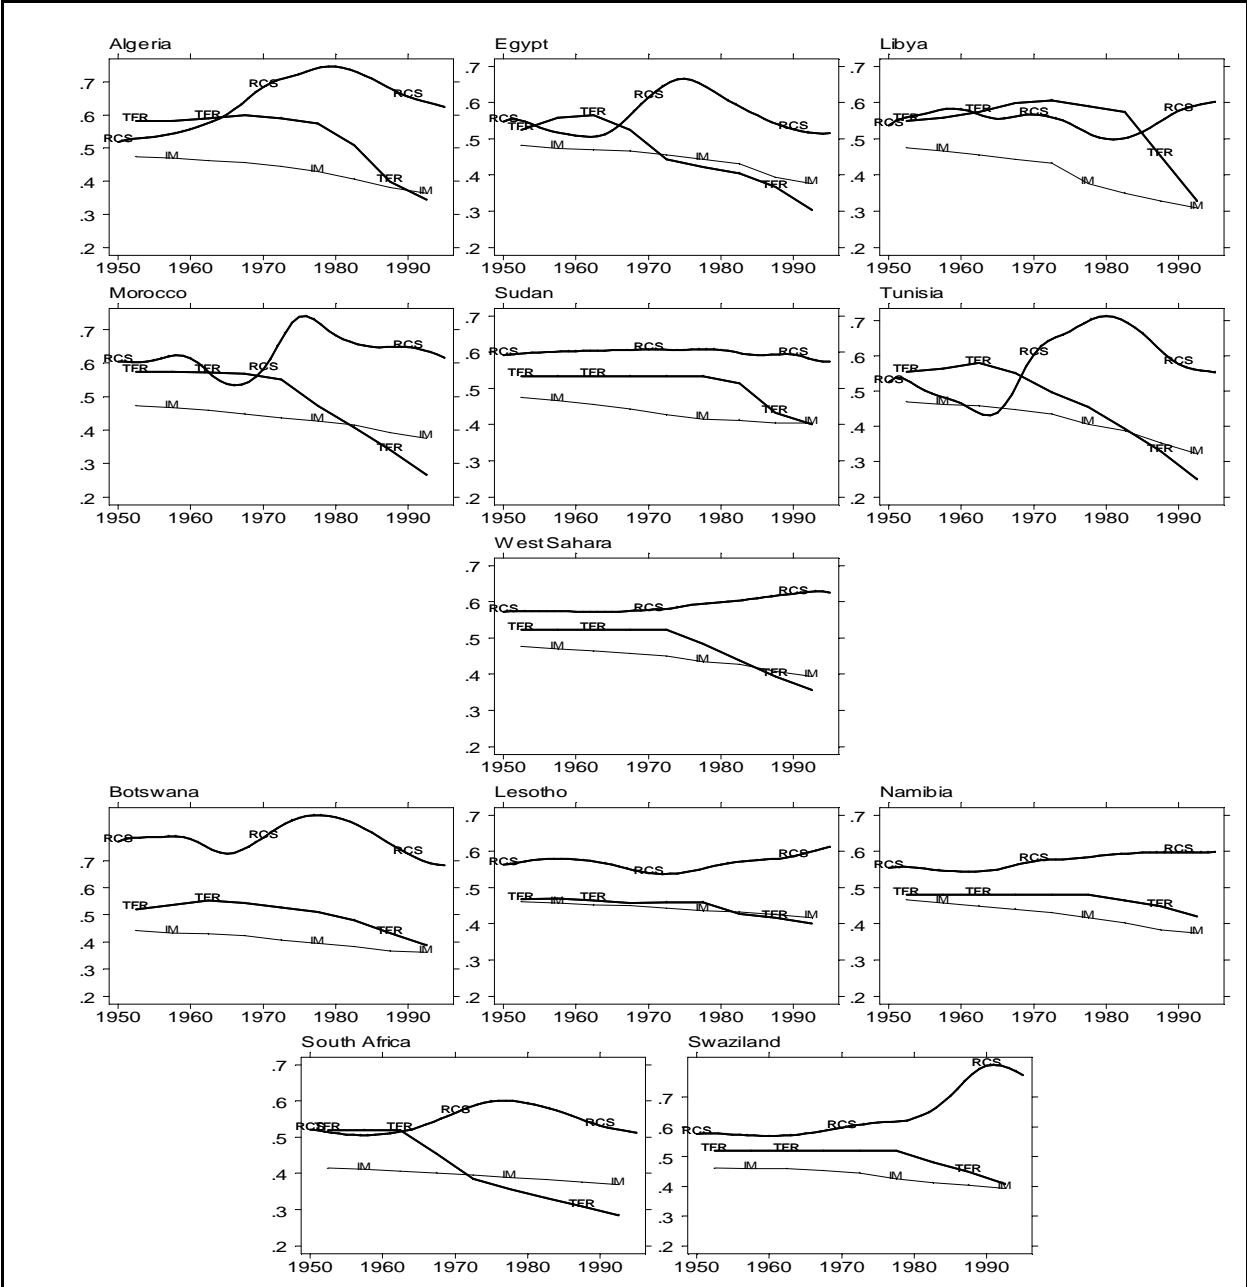 Algeria Egypt Libya
.7 .7 .7
RCS RCS RCS
.6 TFR TFR RCS .6 RCS TFR TFR RCS .6 RCS TFR TFR RCS RCS
.5 IM IM .5 IM IM .5 IM TFR
.4 TFR IM .4 TFR IM .4 IM
.3 .3 .3 IM
.2 .2 .2
1950 1960 1970 1980 1990 1950 1960 1970 1980 1990 1950 1960 1970 1980 1990
Morocco Sudan Tunisia
.7 .7 .7
.6 RCS TFR TFR RCS RCS .6 RCS RCS RCS .6 RCS TFR TFR RCS RCS
.5 IM IM .5 TFR TFR IM .5 IM
.4 IM .4 IM TFR IM .4 IM
.3 TFR .3 .3 TFR IM
.2 .2 .2
1950 1960 1970 1980 1990 1950 1960 1970 1980 1990 1950 1960 1970 1980 1990
West Sahara
.7
.6 RCS RCS RCS
.5 TFR TFR IM
.4 IM TFR IM
.3
.2
1950 1960 1970 1980 1990
Botswana Lesotho Namibia
RCS RCS RCS .7 .7
.7 .6 RCS RCS RCS .6 RCS RCS RCS
.6 TFR .5 TFR IM TFR .5 TFR IM TFR
.5 TFR IM .4 IM TFR IM .4 IM TFR IM
.4 IM TFR IM .3 .3
.3 .2 .2
.2
1950 1960 1970 1980 1990 1950 1960 1970 1980 1990 1950 1960 1970 1980 1990
South Africa Swaziland
.7 RCS
.6 RCS .7
.5 RCS TFR TFR RCS .6 RCS RCS
.4 IM IM IM .5 TFR IM TFR
.3 TFR .4 IM TFR IM
.2 .3
.2
1950 1960 1970 1980 1990 1950 1960 1970 1980 1990